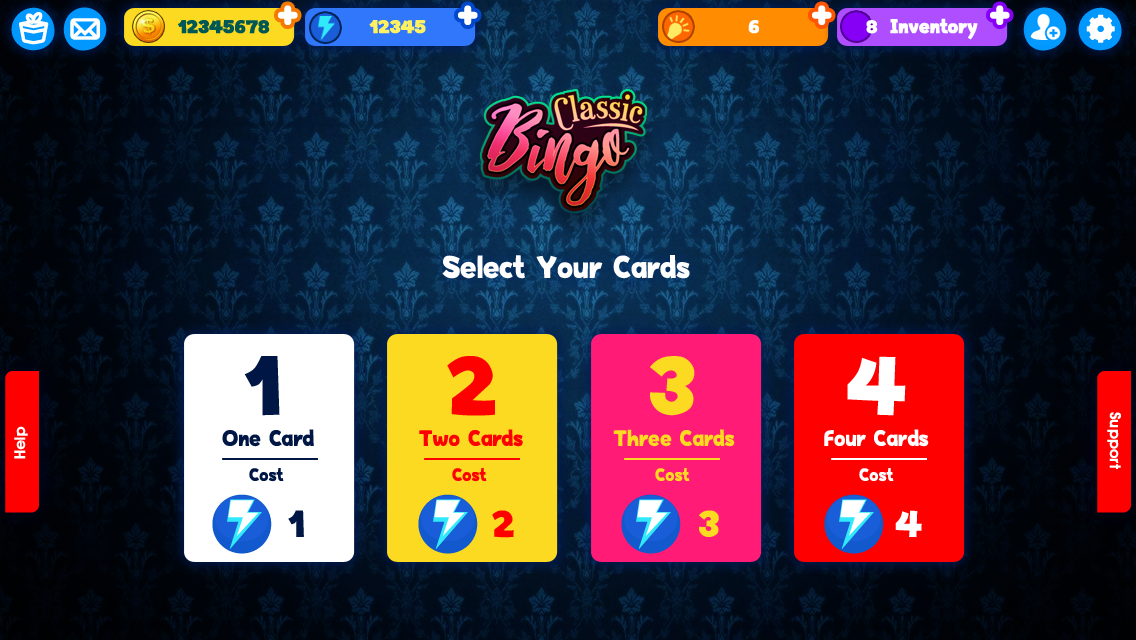 12345678
12345
6
8 Inventory
Classic
Bingo
Select Your Cards
1
One Card
Cost
1
2
Two Cards
Cost
2
3
Three Cards
Cost
3
4
Four Cards
Cost
4
Help
Support